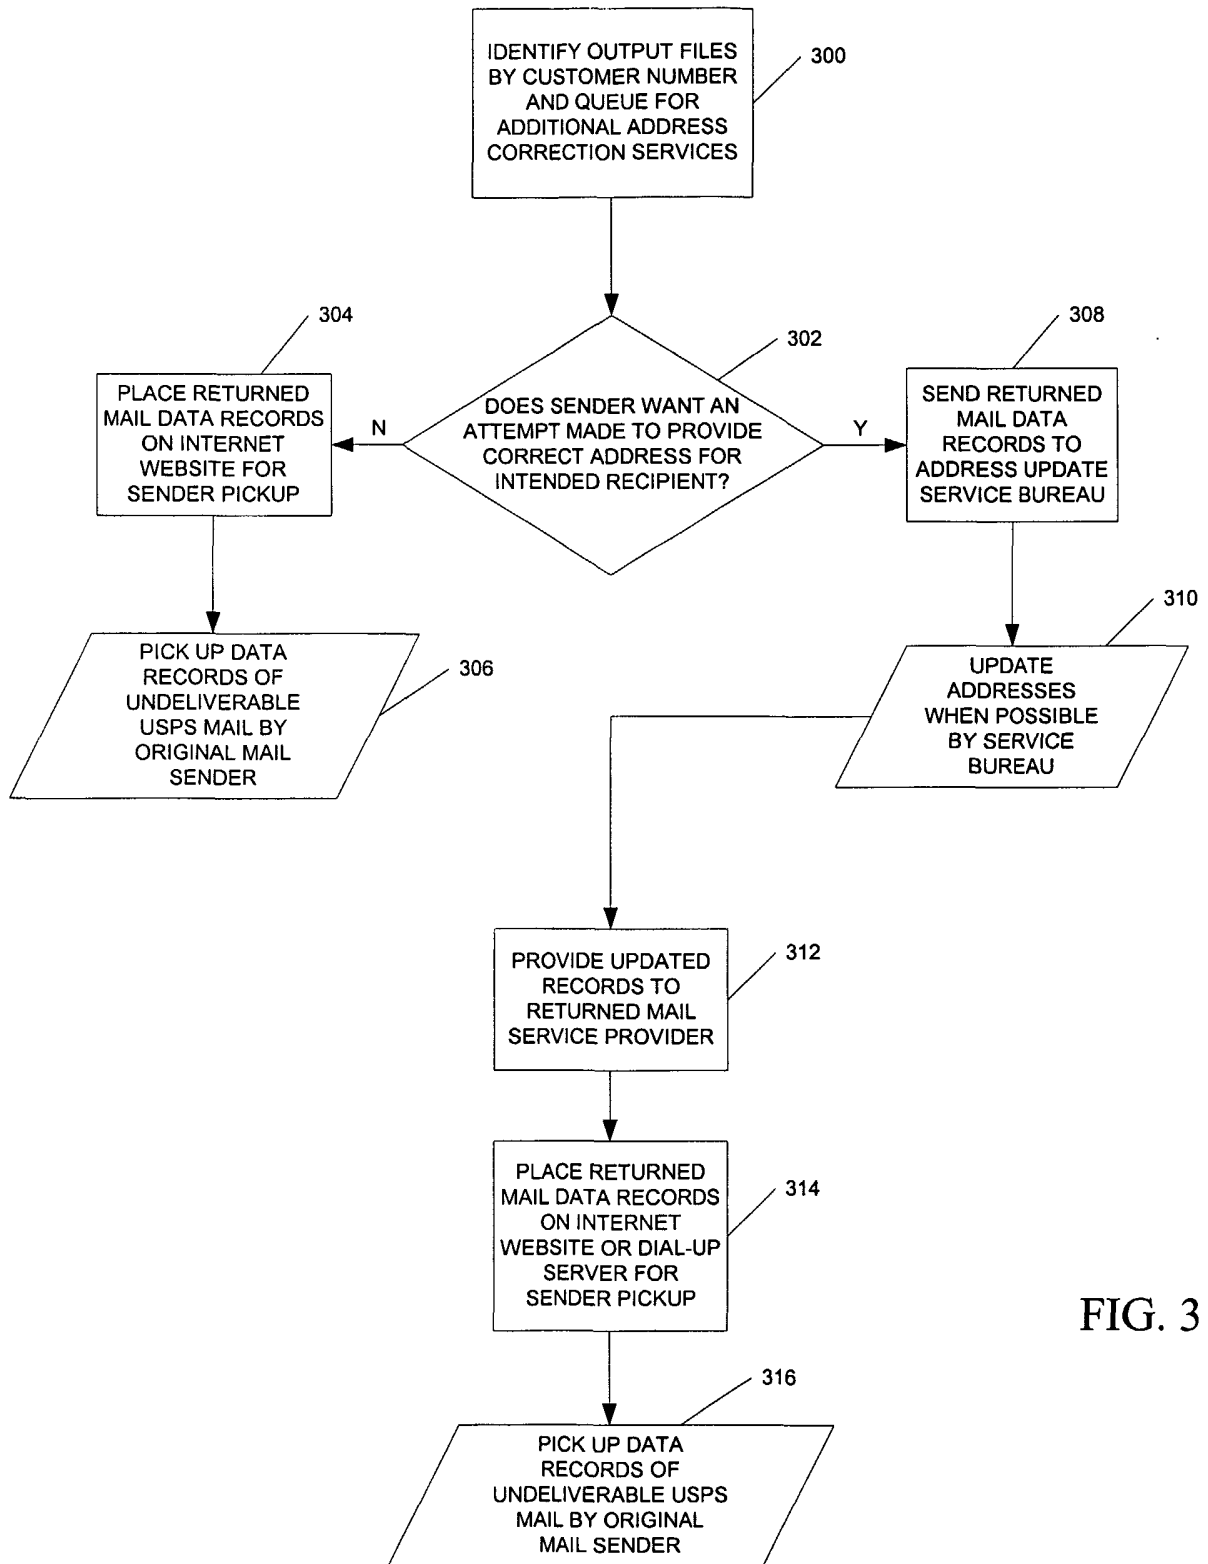 IDENTIFY OUTPUT FILES
BY CUSTOMER NUMBER
AND QUEUE FOR
ADDITIONAL ADDRESS
CORRECTION SERVICES
300
304
302
308
PLACE RETURNED
MAIL DATA RECORDS
ON INTERNET
WEBSITE FOR
SENDER PICKUP
N
DOES SENDER WANT AN
ATTEMPT MADE TO PROVIDE
CORRECT ADDRESS FOR
INTENDED RECIPIENT?
Y
SEND RETURNED
MAIL DATA
RECORDS TO
ADDRESS UPDATE
SERVICE BUREAU
310
PICK UP DATA
RECORDS OF
UNDELIVERABLE
USPS MAIL BY
ORIGINAL MAIL
SENDER
306
UPDATE
ADDRESSES
WHEN POSSIBLE
BY SERVICE
BUREAU
PROVIDE UPDATED
RECORDS TO
RETURNED MAIL
SERVICE PROVIDER
312
PLACE RETURNED
MAIL DATA RECORDS
ON INTERNET
WEBSITE OR DIAL-UP
SERVER FOR
SENDER PICKUP
314
FIG. 3
316
PICK UP DATA
RECORDS OF
UNDELIVERABLE USPS
MAIL BY ORIGINAL
MAIL SENDER